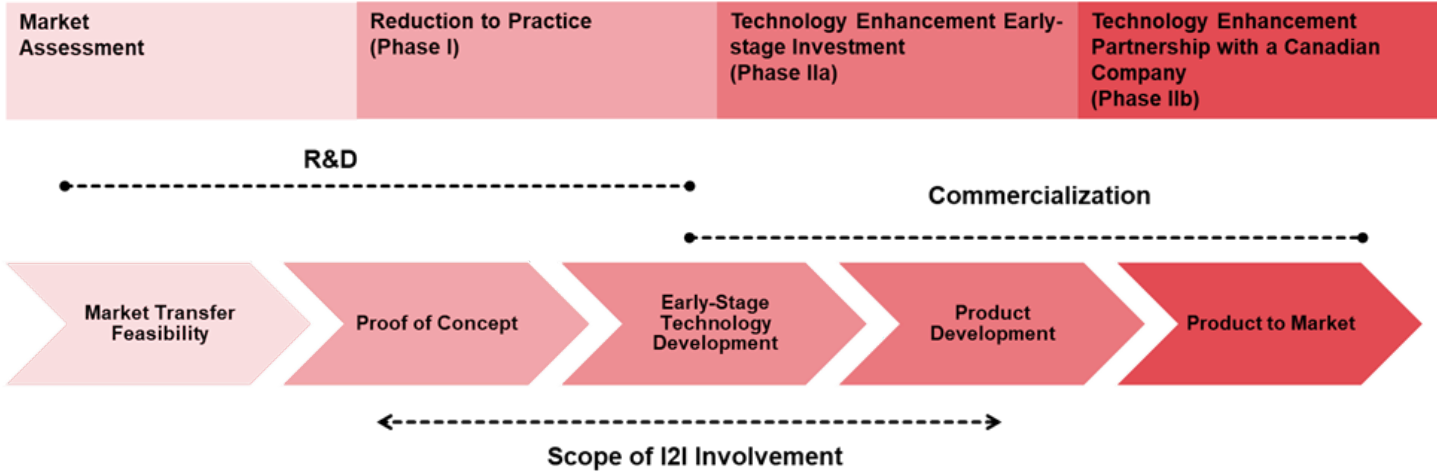 Market
Assessment
Reduction to Practice
(Phase I)
Technology Enhancement Early-
stage Investment
(Phase IIa)
Technology Enhancement
Partnership with a Canadian
Company
(Phase IIb)
R&D
Commercialization
Market Transfer
Feasibility
Proof of Concept
Early-Stage
Technology
Development
Product
Development
Product to Market
Scope of I2I Involvement